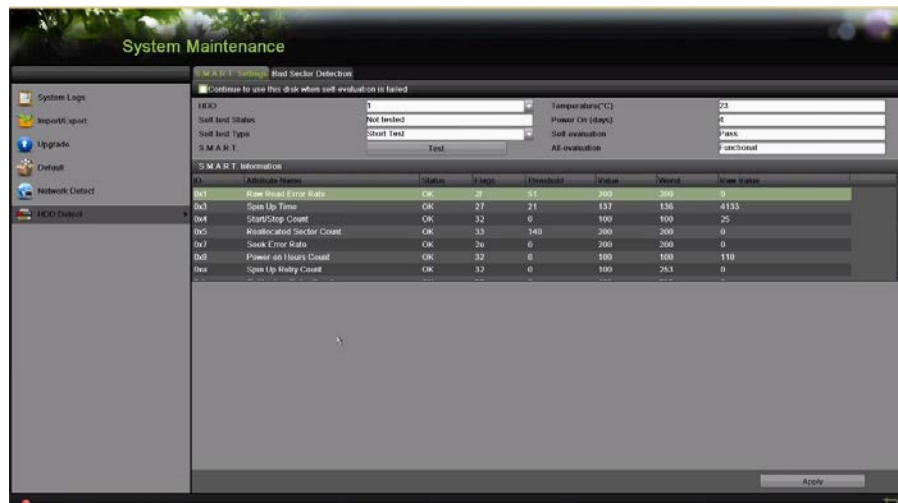 System Maintenance
S.M.A.R.T. Settings Bad Sector Detection
Continue to use this disk when self-evaluation is failed
System Logs
Import/Export
Upgrade
Default
Network Detect
HDD Detect
HDD 1 Temperature(°C) 23
Self-test Status Not tested Power On (days) 4
Self-test Type Short Test Self-evaluation Pass
S.M.A.R.T. Test All-evaluation Functional
S.M.A.R.T. Information
ID Attribute Name Status Flags Threshold Value Worst Raw Value
0x1 Raw Read Error Rate OK 2f 51 200 200 0
0x3 Spin Up Time OK 27 21 137 136 4133
0x4 Start/Stop Count OK 32 0 100 100 25
0x5 Reallocated Sector Count OK 33 140 200 200 0
0x7 Seek Error Rate OK 2e 0 200 200 0
0x9 Power-on Hours Count OK 32 0 100 100 110
0xa Spin Up Retry Count OK 32 0 100 253 0
Apply